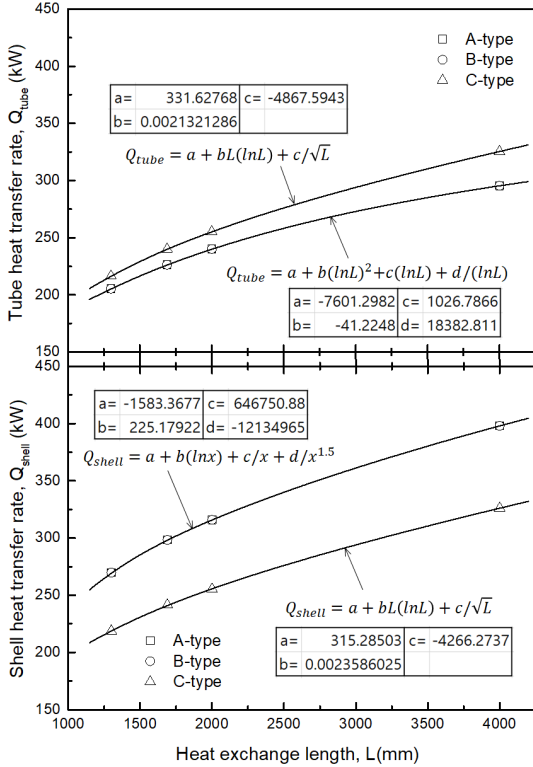 450
400
350
300
250
200
150
Tube heat transfer rate, Q_tube (kW)
A-type
B-type
C-type
a= 331.62768 c= -4867.5943
b= 0.0021321286
Q_tube = a + bL(lnL) + c/√L
Q_tube = a + b(lnL)²+c(lnL) + d/(lnL)
a= -7601.2982 c= 1026.7866
b= -41.2248 d= 18382.811
450
400
350
300
250
200
150
Shell heat transfer rate, Q_shell(kW)
a= -1583.3677 c= 646750.88
b= 225.17922 d= -12134965
Q_shell = a + b(lnx) + c/x + d/x^1.5
Q_shell = a + bL(lnL) + c/√L
a= 315.28503 c= -4266.2737
b= 0.0023586025
A-type
B-type
C-type
1000 1500 2000 2500 3000 3500 4000
Heat exchange length, L(mm)